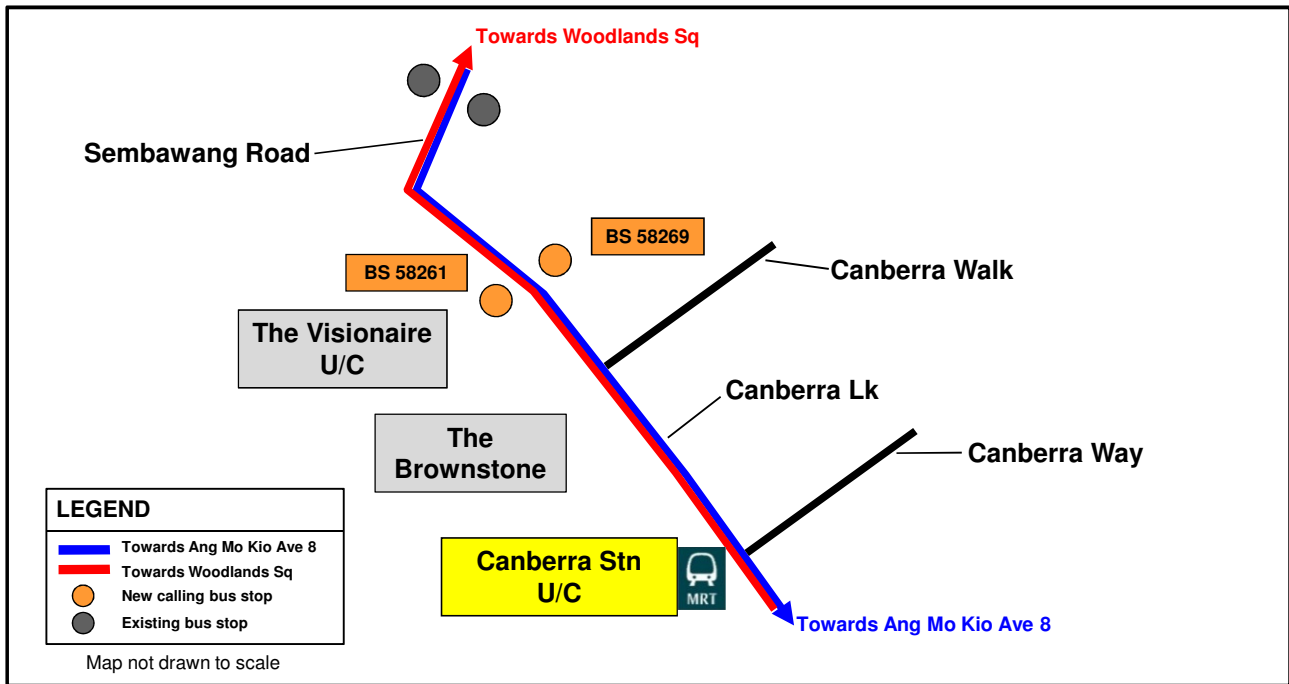 Towards Woodlands Sq
Sembawang Road
BS 58269
BS 58261
Canberra Walk
The Visionaire
U/C
Canberra Lk
The
Brownstone
Canberra Way
LEGEND
Towards Ang Mo Kio Ave 8
Towards Woodlands Sq
New calling bus stop
Existing bus stop
Canberra Stn
U/C
MRT
Towards Ang Mo Kio Ave 8
Map not drawn to scale